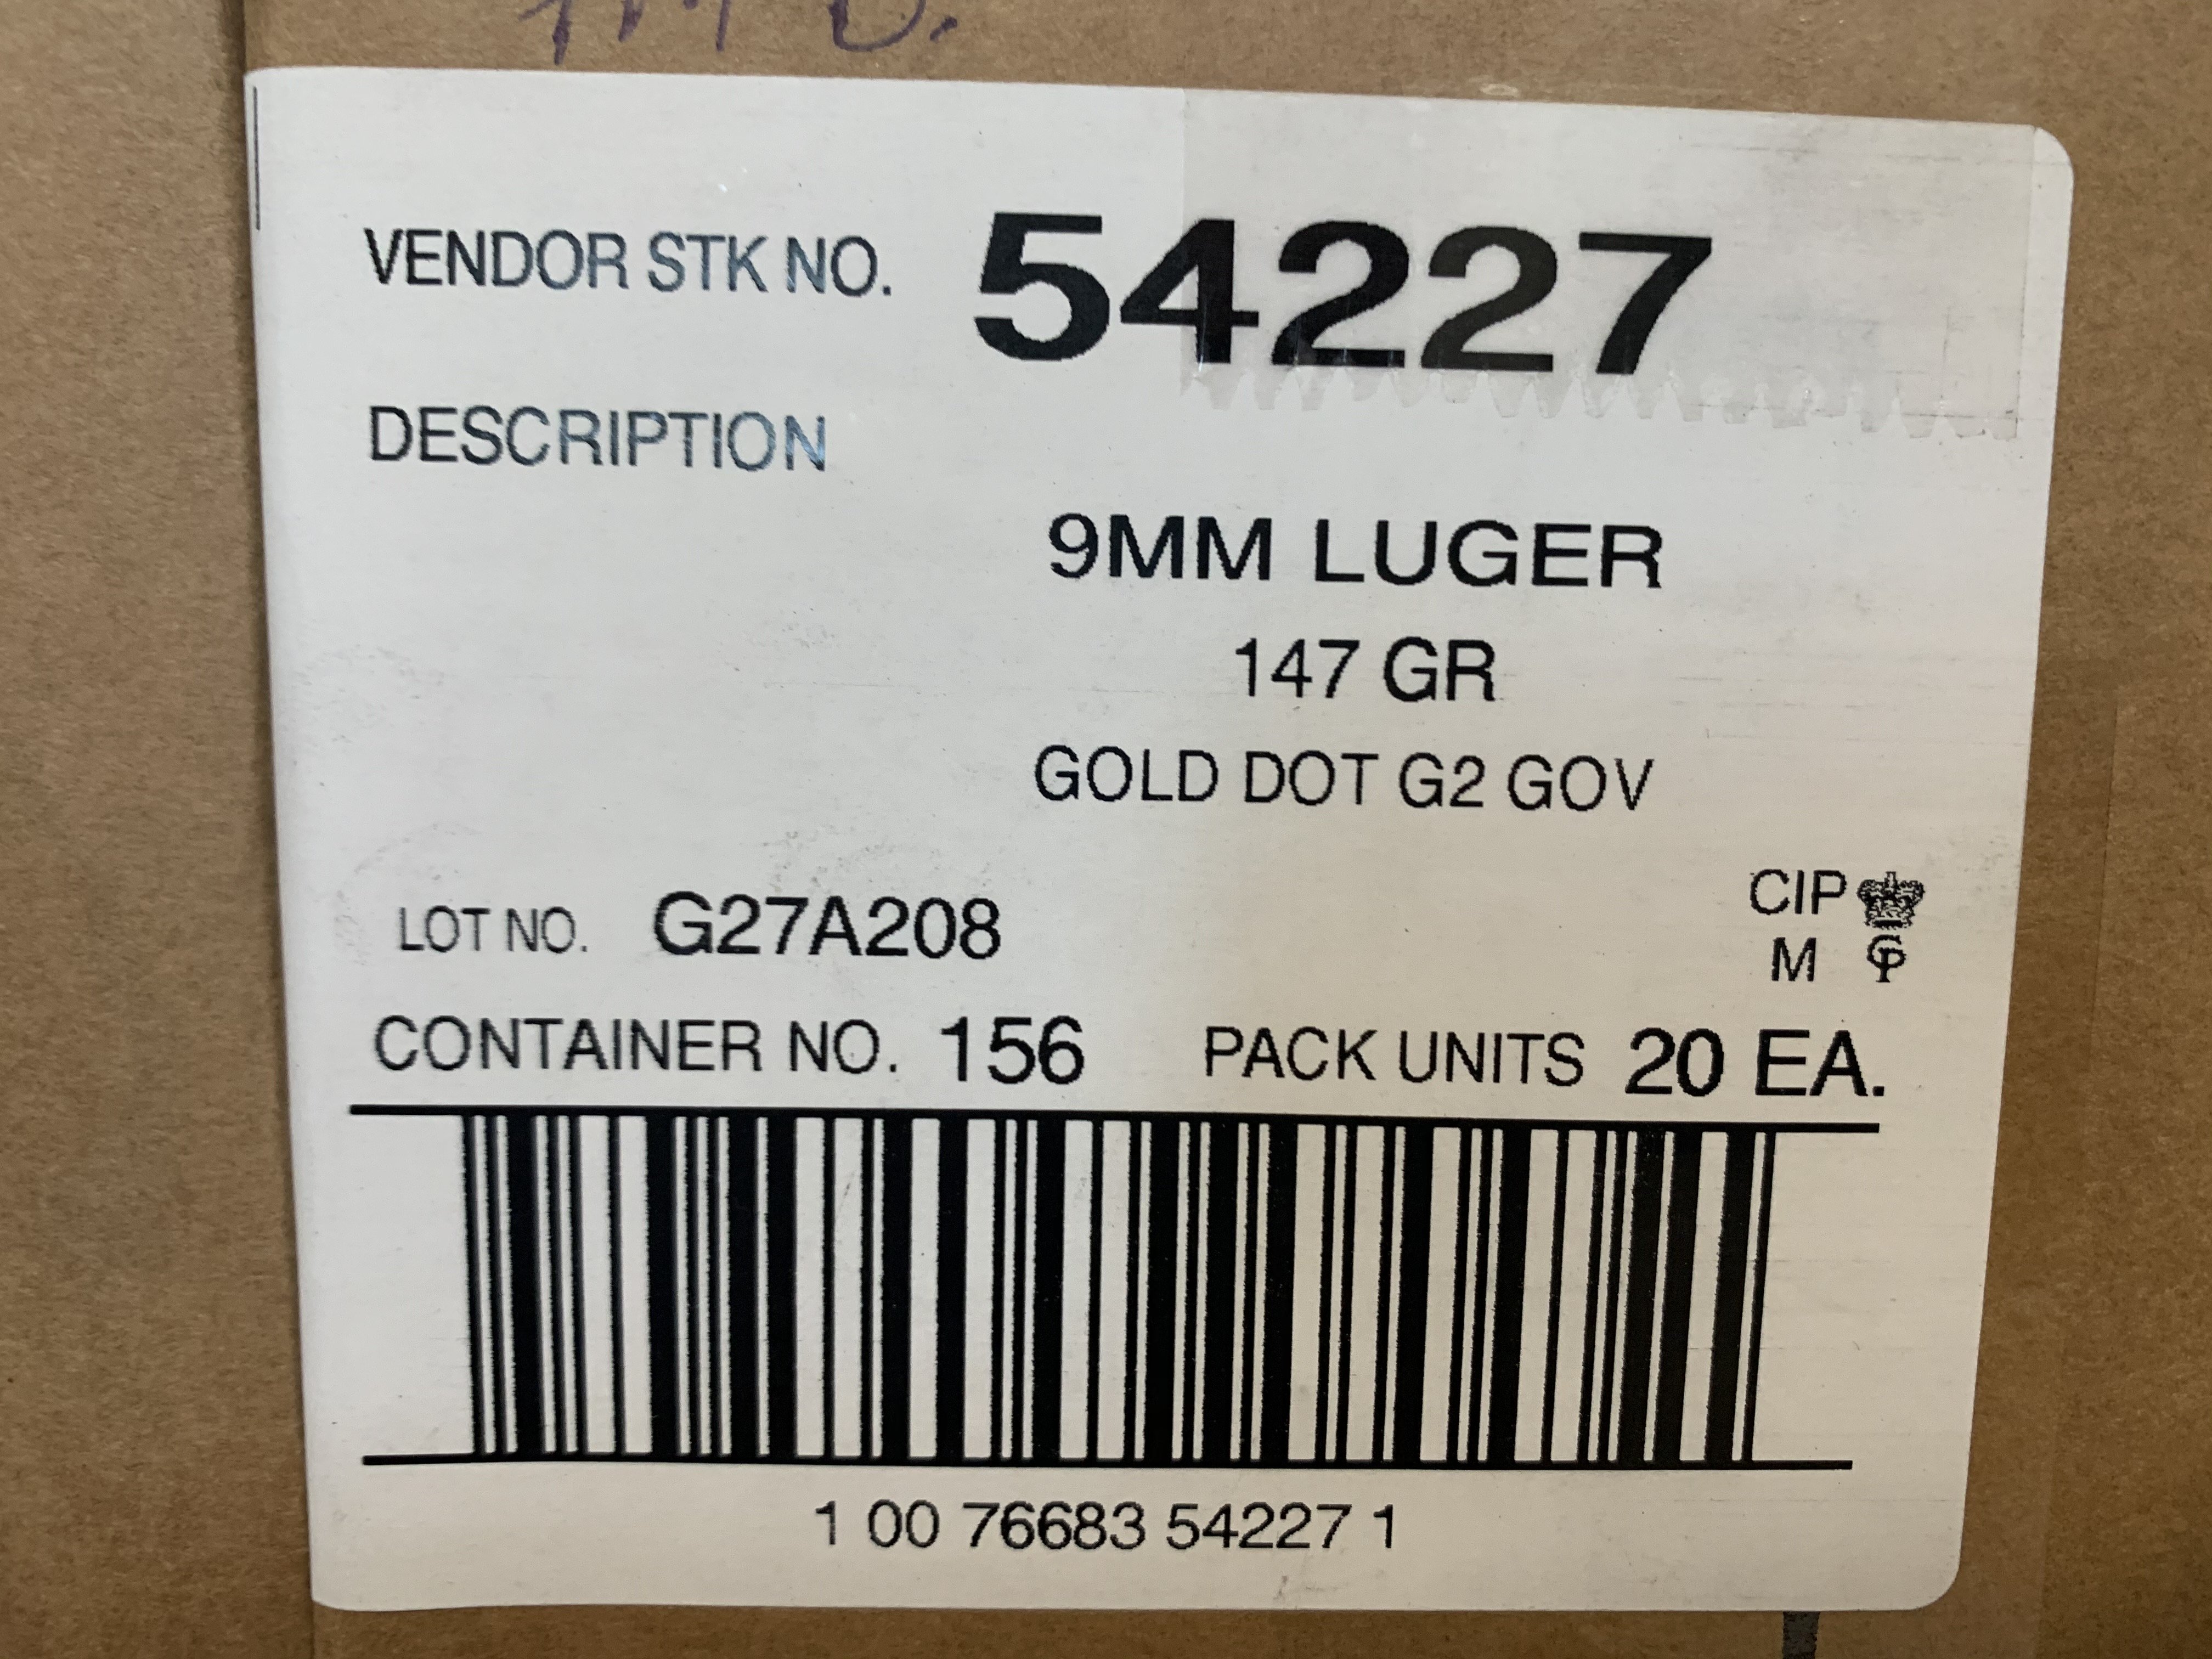 VENDOR STK NO. 54227
DESCRIPTION
9MM LUGER
147 GR
GOLD DOT G2 GOV
CIP
LOT NO. G27A208
M
CONTAINER NO. 156 PACK UNITS 20 EA.
1 00 76683 54227 1